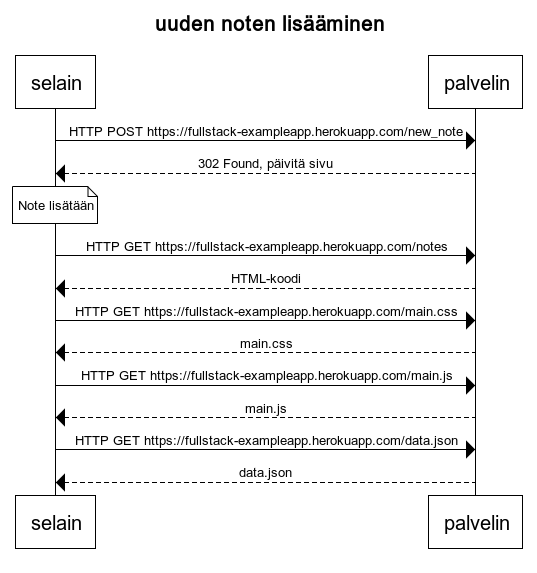 uuden noten lisääminen
selain
palvelin
HTTP POST https://fullstack-exampleapp.herokuapp.com/new_note
302 Found, päivitä sivu
Note lisätään
HTTP GET https://fullstack-exampleapp.herokuapp.com/notes
HTML-koodi
HTTP GET https://fullstack-exampleapp.herokuapp.com/main.css
main.css
HTTP GET https://fullstack-exampleapp.herokuapp.com/main.js
main.js
HTTP GET https://fullstack-exampleapp.herokuapp.com/data.json
data.json
selain
palvelin